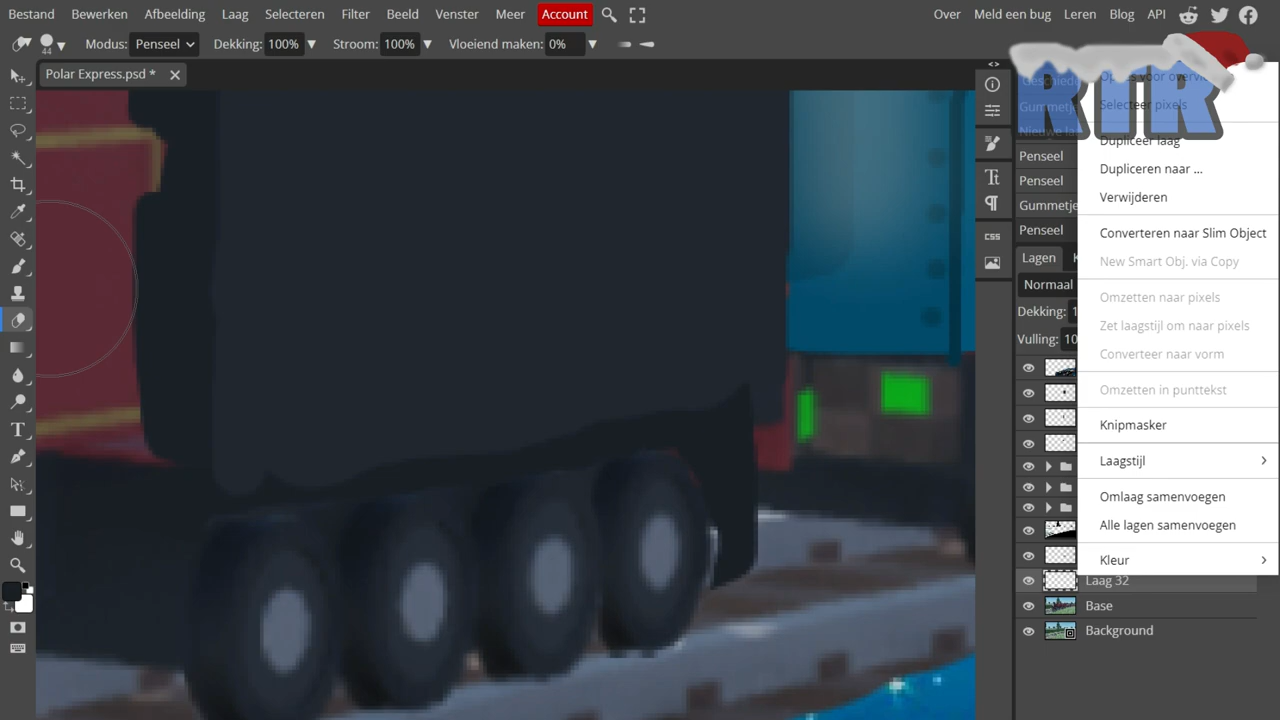 Bestand Bewerken Afbeelding Laag Selecteren Filter Beeld Venster Meer Account Over Meld een bug Leren Blog API
44 Modus: Penseel Dekking: 100% Stroom: 100% Vloeiend maken: 0%
Polar Express.psd *
RTR
Selecteer pixels
Dupliceer laag
Dupliceren naar ...
Verwijderen
Converteren naar Slim Object
New Smart Obj. via Copy
Omzetten naar pixels
Zet laagstijl om naar pixels
Converteer naar vorm
Omzetten in punttekst
Knipmasker
Laagstijl
Omlaag samenvoegen
Alle lagen samenvoegen
Kleur
Penseel
Penseel
Gummetje
Penseel
Lagen
Normaal
Dekking:
Vulling: 10
CSS
Laag 32
Base
Background